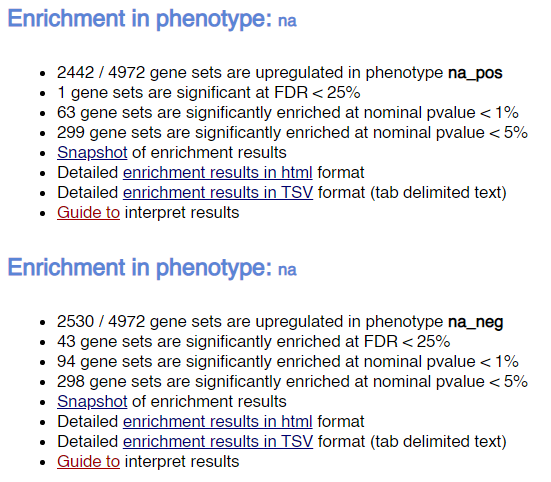 Enrichment in phenotype: na
• 2442 / 4972 gene sets are upregulated in phenotype na_pos
• 1 gene sets are significant at FDR < 25%
• 63 gene sets are significantly enriched at nominal pvalue < 1%
• 299 gene sets are significantly enriched at nominal pvalue < 5%
• Snapshot of enrichment results
• Detailed enrichment results in html format
• Detailed enrichment results in TSV format (tab delimited text)
• Guide to interpret results
Enrichment in phenotype: na
• 2530 / 4972 gene sets are upregulated in phenotype na_neg
• 43 gene sets are significantly enriched at FDR < 25%
• 94 gene sets are significantly enriched at nominal pvalue < 1%
• 298 gene sets are significantly enriched at nominal pvalue < 5%
• Snapshot of enrichment results
• Detailed enrichment results in html format
• Detailed enrichment results in TSV format (tab delimited text)
• Guide to interpret results